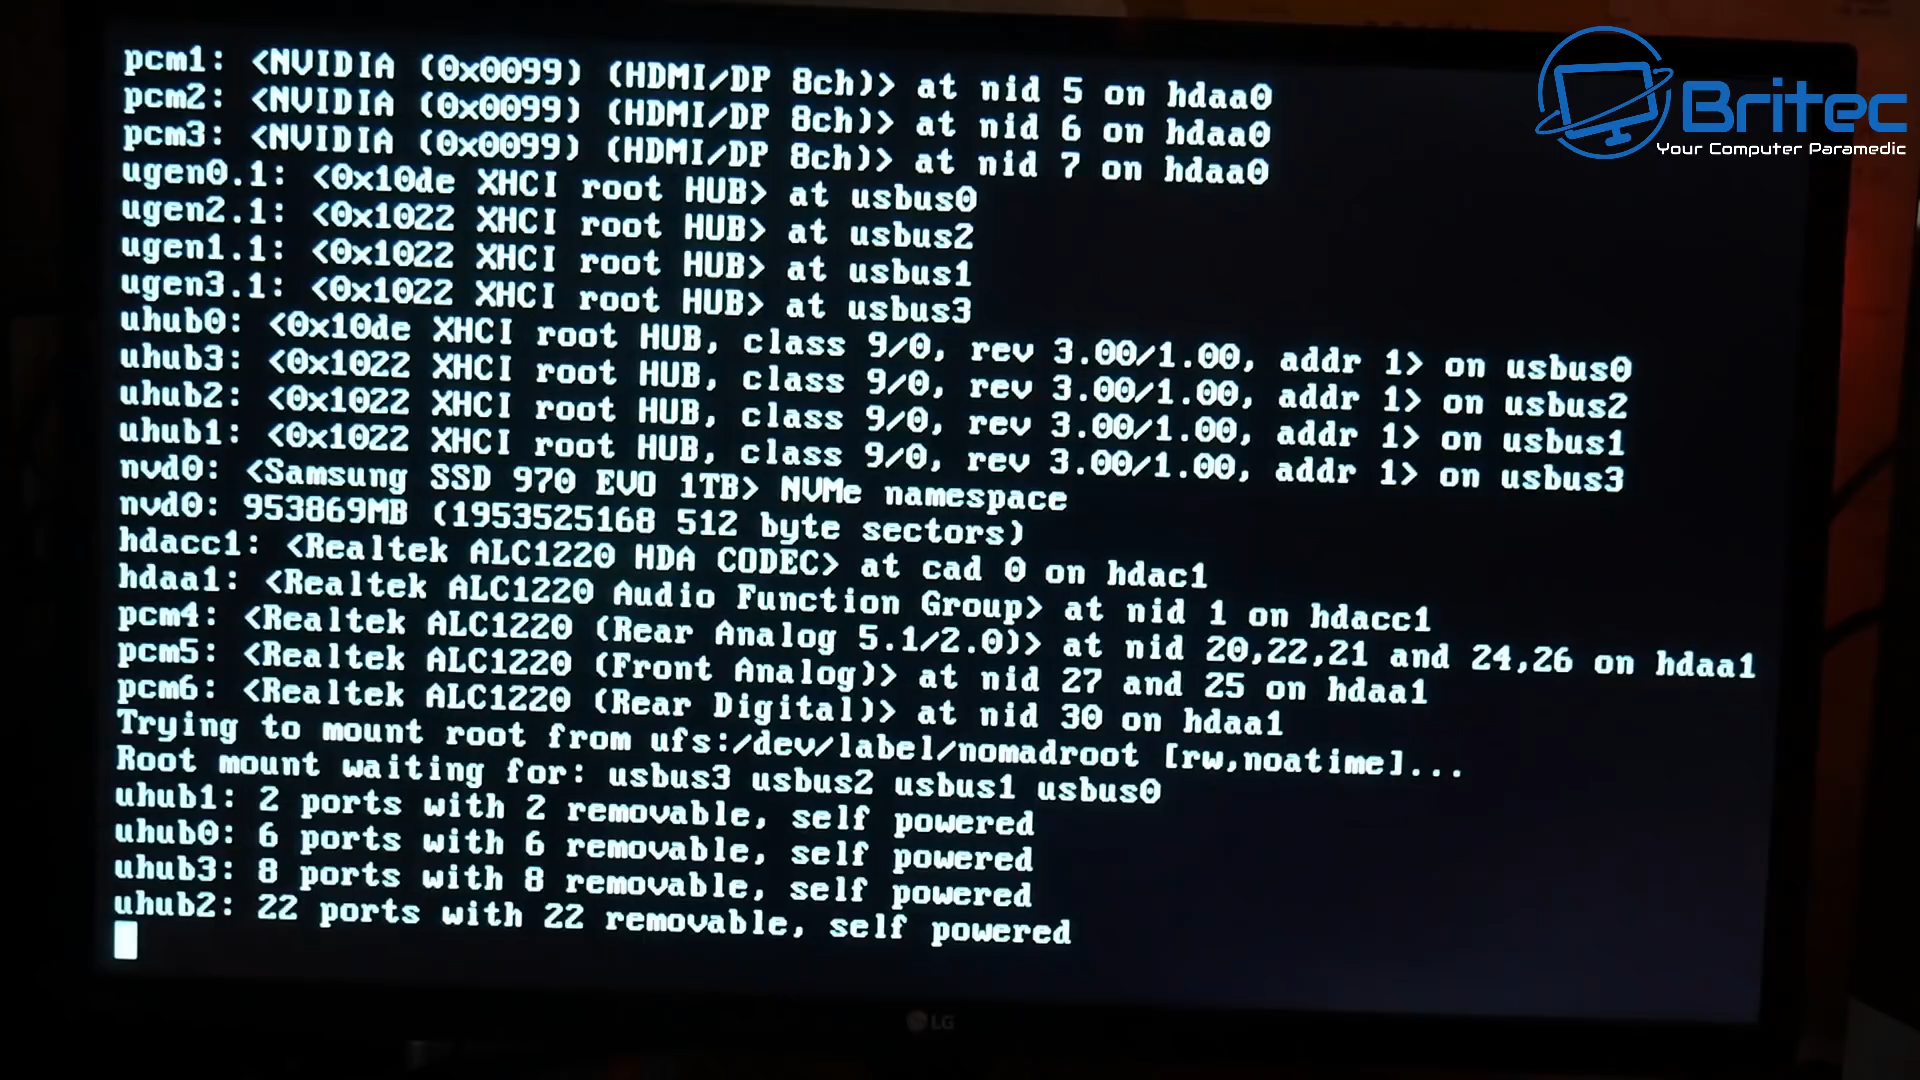 pcm1: <NVIDIA (0x0099) (HDMI/DP 8ch)> at nid 5 on hdaa0
pcm2: <NVIDIA (0x0099) (HDMI/DP 8ch)> at nid 6 on hdaa0
pcm3: <NVIDIA (0x0099) (HDMI/DP 8ch)> at nid 7 on hdaa0
ugen0.1: <0x10de XHCI root HUB> at usbus0
ugen2.1: <0x1022 XHCI root HUB> at usbus2
ugen1.1: <0x1022 XHCI root HUB> at usbus1
ugen3.1: <0x1022 XHCI root HUB> at usbus3
uhub0: <0x10de XHCI root HUB, class 9/0, rev 3.00/1.00, addr 1> on usbus0
uhub3: <0x1022 XHCI root HUB, class 9/0, rev 3.00/1.00, addr 1> on usbus2
uhub2: <0x1022 XHCI root HUB, class 9/0, rev 3.00/1.00, addr 1> on usbus1
uhub1: <0x1022 XHCI root HUB, class 9/0, rev 3.00/1.00, addr 1> on usbus3
nvd0: <Samsung SSD 970 EVO 1TB> NVMe namespace
nvd0: 953869MB (1953525168 512 byte sectors)
hdacc1: <Realtek ALC1220 HDA CODEC> at cad 0 on hdac1
hdaa1: <Realtek ALC1220 Audio Function Group> at nid 1 on hdacc1
pcm4: <Realtek ALC1220 (Rear Analog 5.1/2.0)> at nid 20,22,21 and 24,26 on hdaa1
pcm5: <Realtek ALC1220 (Front Analog)> at nid 27 and 25 on hdaa1
pcm6: <Realtek ALC1220 (Rear Digital)> at nid 30 on hdaa1
Trying to mount root from ufs:/dev/label/nomadroot [rw,noatime]...
Root mount waiting for: usbus3 usbus2 usbus1 usbus0
uhub1: 2 ports with 2 removable, self powered
uhub0: 6 ports with 6 removable, self powered
uhub3: 8 ports with 8 removable, self powered
uhub2: 22 ports with 22 removable, self powered
Britec
Your Computer Paramedic
LG